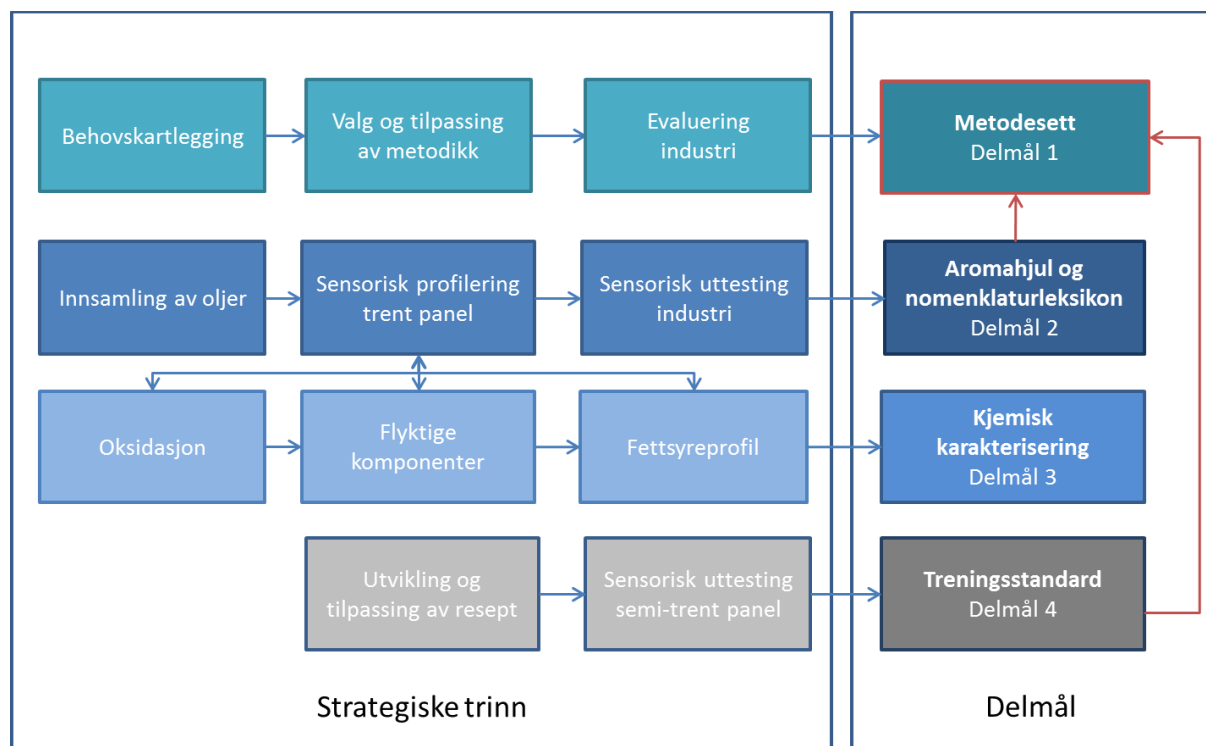 Behovskartlegging
Valg og tilpassing
av metodikk
Evaluering
industri
Metodesett
Delmål 1
Innsamling av oljer
Sensorisk profilering
trent panel
Sensorisk uttesting
industri
Aromahjul og
nomenklaturleksikon
Delmål 2
Oksidasjon
Flyktige
komponenter
Fettsyreprofil
Kjemisk
karakterisering
Delmål 3
Utvikling og
tilpassing av resept
Sensorisk uttesting
semi-trent panel
Treningsstandard
Delmål 4
Strategiske trinn
Delmål